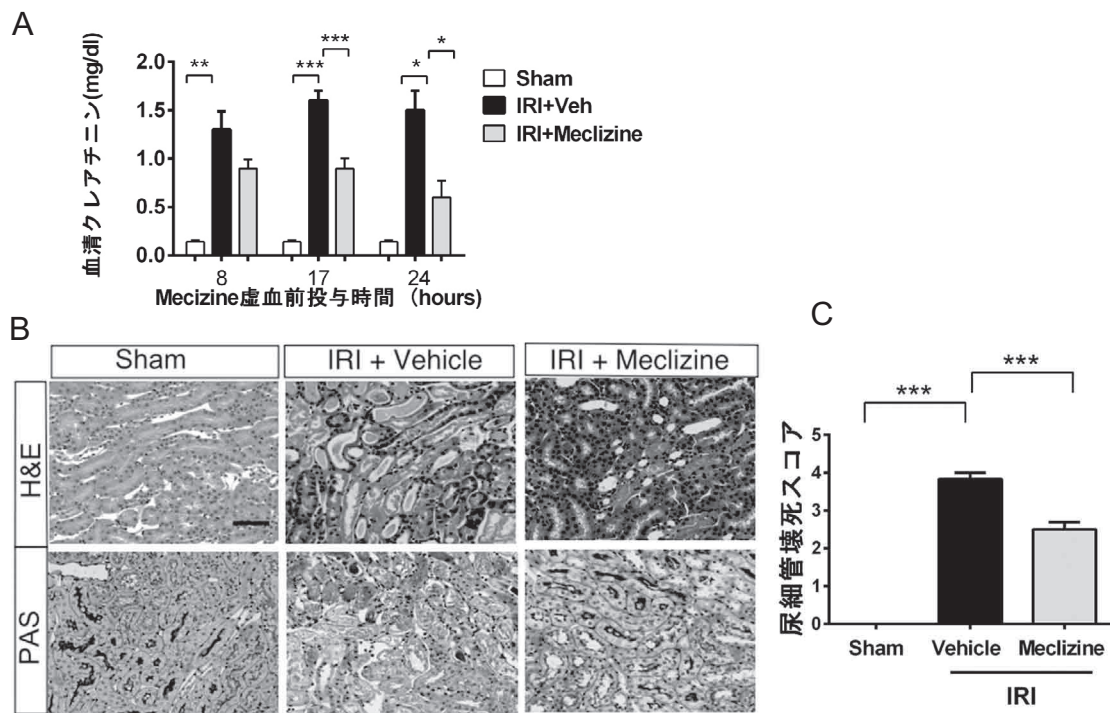 A
血清クレアチニン(mg/dl)
2.0
1.5
1.0
0.5
0.0
**
***
***
*
*
Sham
IRI+Veh
IRI+Meclizine
8 17 24
Mecizine虚血前投与時間 (hours)
B
Sham
IRI + Vehicle
IRI + Meclizine
H&E
PAS
C
尿細管壊死スコア
5
4
3
2
1
0
***
***
Sham Vehicle Meclizine
IRI